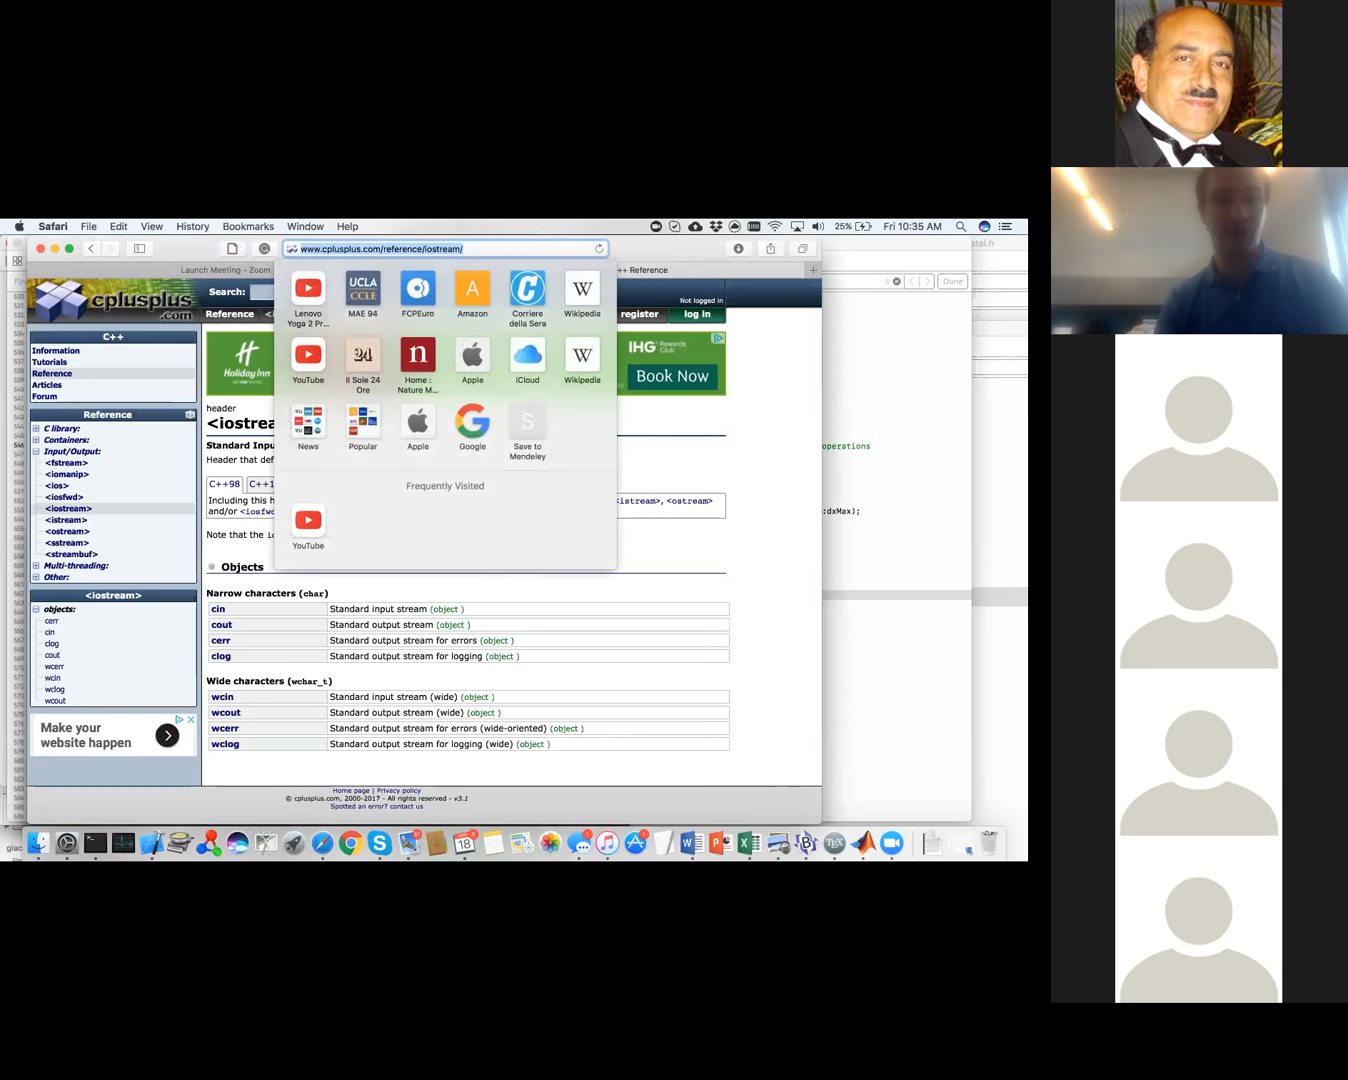 Safari File Edit View History Bookmarks Window Help 25% Fri 10:35 AM
www.cplusplus.com/reference/iostream/
Launch Meeting - Zoom
++ Reference
stal.h
Done
cplusplus
.com
Search:
Not logged in
Reference
register
log in
C++
Information
Tutorials
Reference
Articles
Forum
Reference
C library:
Containers:
Input/Output:
<fstream>
<iomanip>
<ios>
<iosfwd>
<iostream>
<istream>
<ostream>
<sstream>
<streambuf>
Multi-threading:
Other:
<iostream>
objects:
cerr
cin
clog
cout
wcerr
wcin
wclog
wcout
Make your
website happen
Holiday Inn
IHG Rewards
Club
Book Now
UCLA
CCLE
A
C
W
Lenovo
Yoga 2 Pr...
MAE 94
FCPEuro
Amazon
Corriere
della Sera
Wikipedia
24
n
W
YouTube
Il Sole 24
Ore
Home :
Nature M...
Apple
iCloud
Wikipedia
S
News
Popular
Apple
Google
Save to
Mendeley
Frequently Visited
YouTube
header
<iostream
Standard Inpu
Header that def
C++98 C++1
Including this h
<istream>, <ostream>
and/or <iosfw
Note that the
operations
:dxMax);
Objects
Narrow characters (char)
cin Standard input stream (object )
cout Standard output stream (object )
cerr Standard output stream for errors (object )
clog Standard output stream for logging (object )
Wide characters (wchar_t)
wcin Standard input stream (wide) (object )
wcout Standard output stream (wide) (object )
wcerr Standard output stream for errors (wide-oriented) (object )
wclog Standard output stream for logging (wide) (object )
Home page | Privacy policy
© cplusplus.com, 2000-2017 - All rights reserved - v3.1
Spotted an error? contact us
giac
18